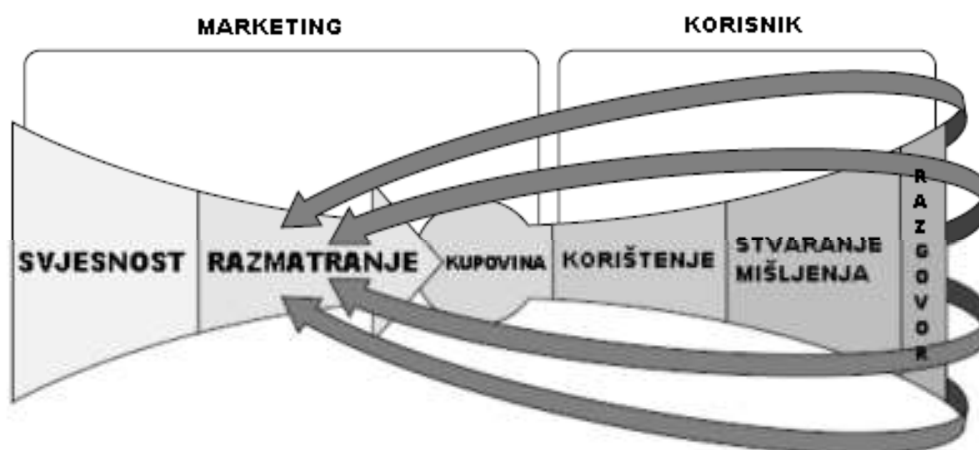 MARKETING
KORISNIK
SVJESNOST
RAZMATRANJE
KUPOVINA
KORIŠTENJE
STVARANJE
MIŠLJENJA
RAZGOVOR